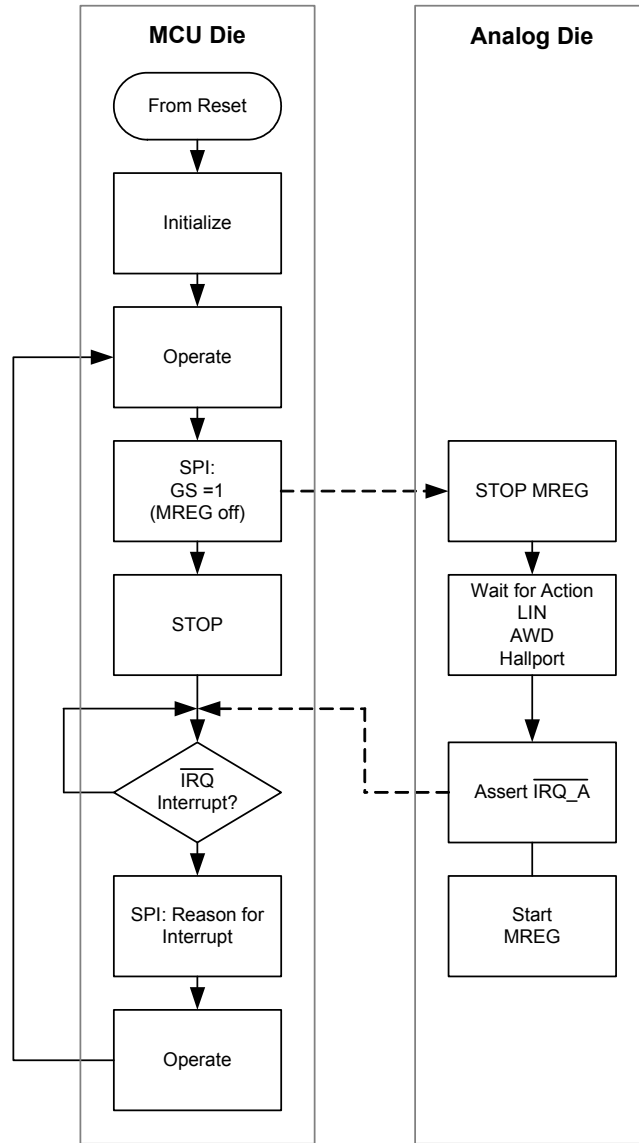 MCU Die
From Reset
Initialize
Operate
SPI:
GS =1
(MREG off)
STOP
IRQ
Interrupt?
SPI: Reason for
Interrupt
Operate
Analog Die
STOP MREG
Wait for Action
LIN
AWD
Hallport
Assert IRQ_A
Start
MREG